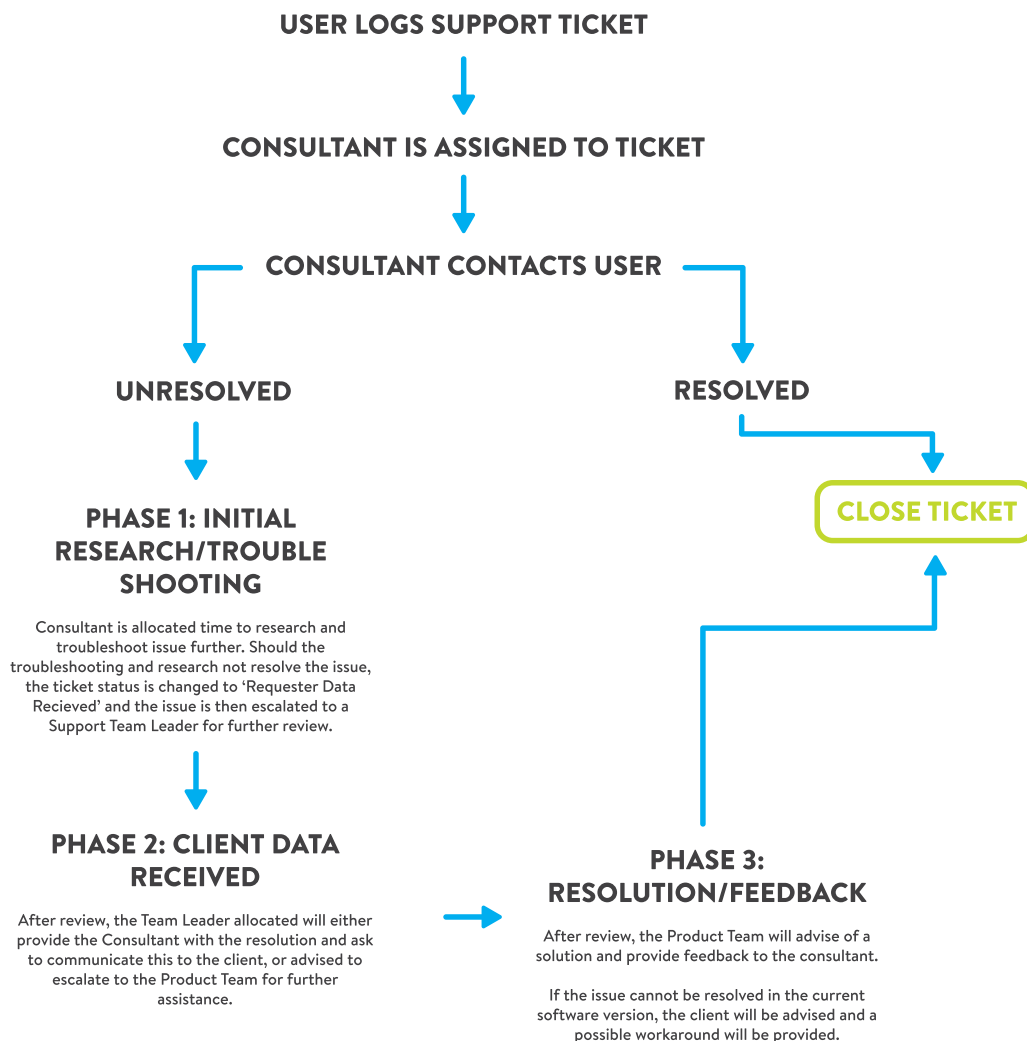 USER LOGS SUPPORT TICKET
CONSULTANT IS ASSIGNED TO TICKET
CONSULTANT CONTACTS USER
UNRESOLVED
RESOLVED
CLOSE TICKET
PHASE 1: INITIAL
RESEARCH/TROUBLE
SHOOTING
Consultant is allocated time to research and
troubleshoot issue further. Should the
troubleshooting and research not resolve the issue,
the ticket status is changed to ‘Requester Data
Recieved’ and the issue is then escalated to a
Support Team Leader for further review.
PHASE 2: CLIENT DATA
RECEIVED
After review, the Team Leader allocated will either
provide the Consultant with the resolution and ask
to communicate this to the client, or advised to
escalate to the Product Team for further
assistance.
PHASE 3:
RESOLUTION/FEEDBACK
After review, the Product Team will advise of a
solution and provide feedback to the consultant.
If the issue cannot be resolved in the current
software version, the client will be advised and a
possible workaround will be provided.